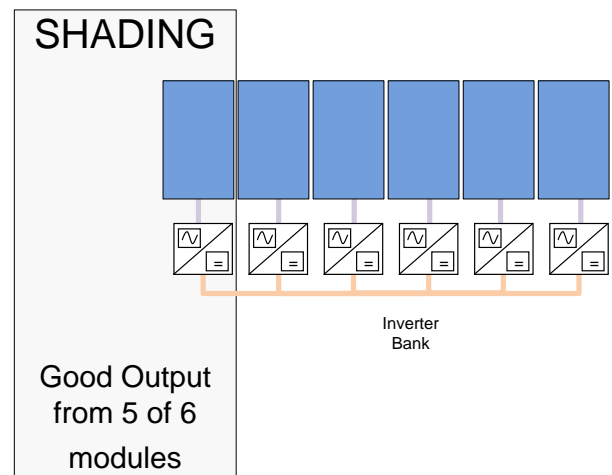 SHADING
Inverter
Bank
Good Output
from 5 of 6
modules